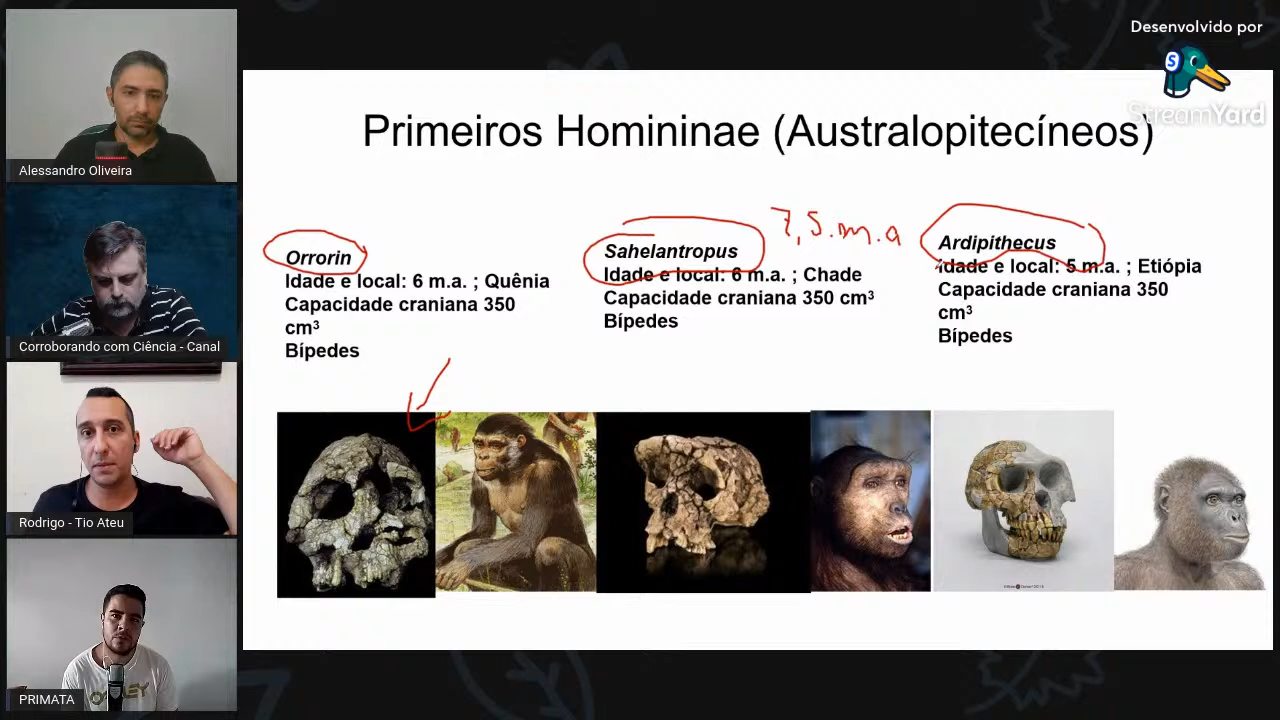 Desenvolvido por
StreamYard
Primeiros Homininae (Australopitecíneos)
Orrorin
Idade e local: 6 m.a. ; Quênia
Capacidade craniana 350
cm³
Bípedes
Sahelantropus
Idade e local: 6 m.a. ; Chade
Capacidade craniana 350 cm³
Bípedes
7,5.m.a
Ardipithecus
Idade e local: 5 m.a. ; Etiópia
Capacidade craniana 350
cm³
Bípedes
Alessandro Oliveira
Corroborando com Ciência - Canal
Rodrigo - Tio Ateu
PRIMATA